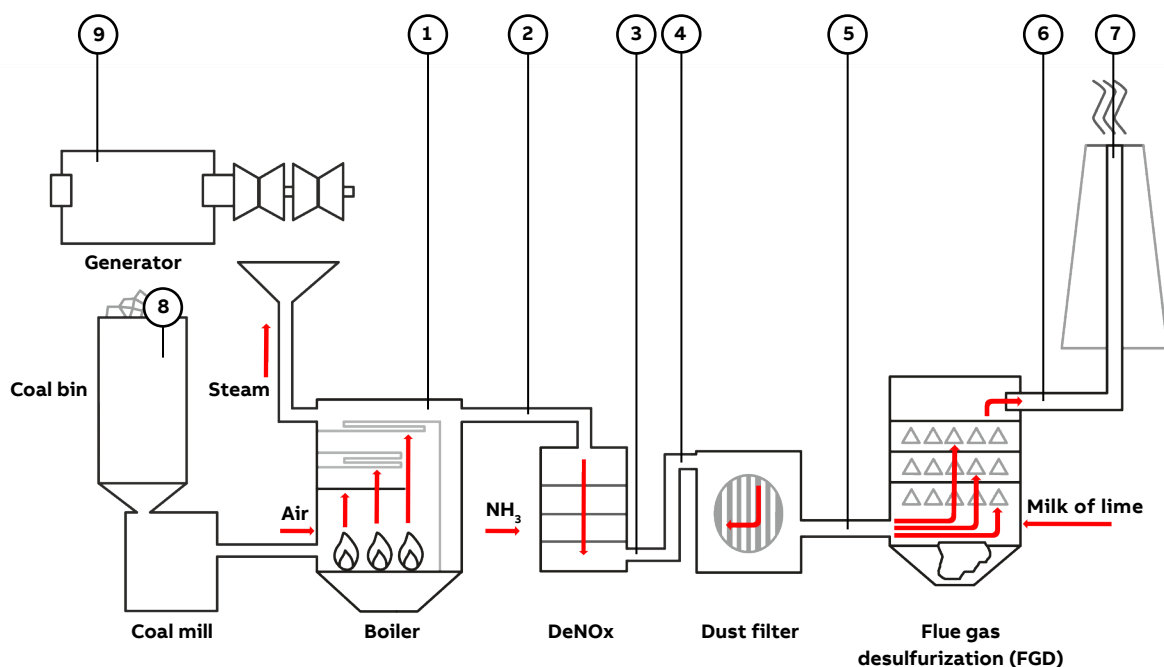 9
1
2
3
4
5
6
7
Generator
8
Coal bin
Steam
Air
NH₃
Milk of lime
Coal mill
Boiler
DeNOx
Dust filter
Flue gas
desulfurization (FGD)